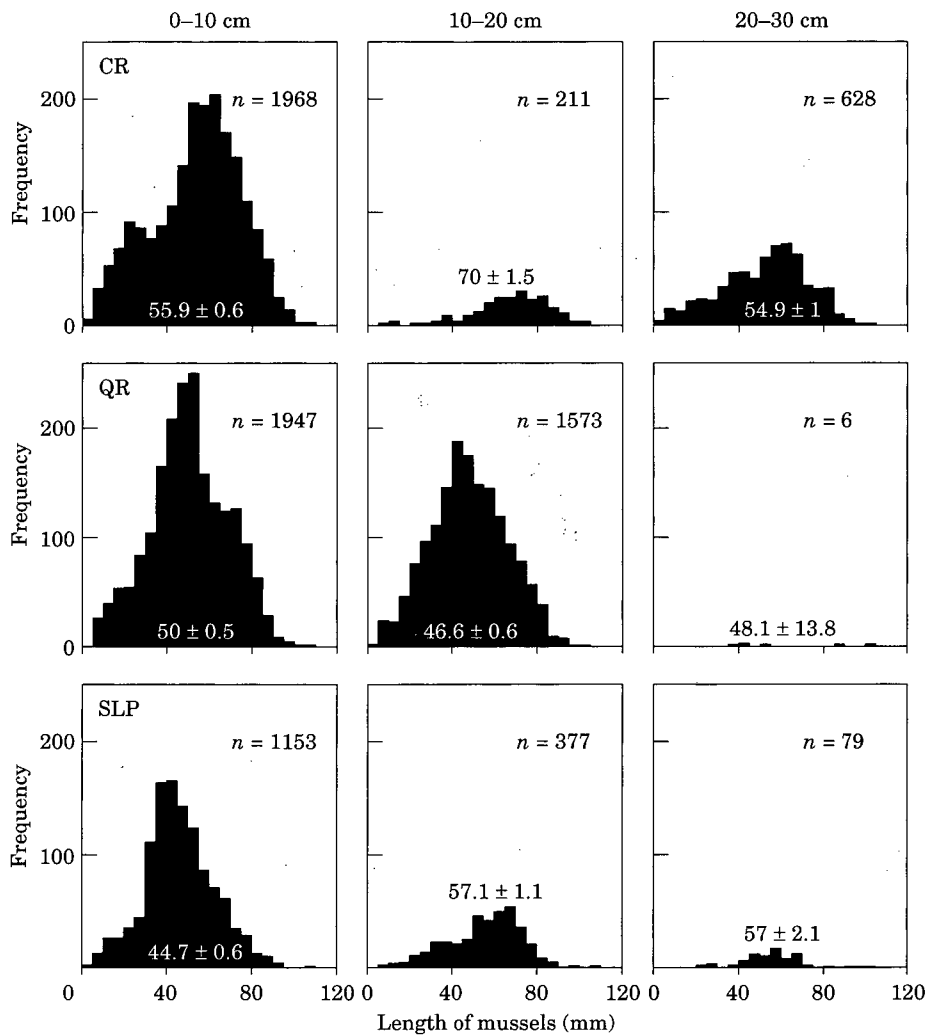 0–10 cm 10–20 cm 20–30 cm
CR
n = 1968 n = 211 n = 628
200
Frequency
100
70 ± 1.5
55.9 ± 0.6 54.9 ± 1
0
QR
n = 1947 n = 1573 n = 6
200
Frequency
100
50 ± 0.5 46.6 ± 0.6 48.1 ± 13.8
0
SLP
n = 1153 n = 377 n = 79
200
Frequency
100
57.1 ± 1.1
57 ± 2.1
44.7 ± 0.6
0 40 80 120 0 40 80 120 0 40 80 120
Length of mussels (mm)